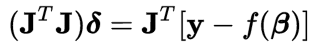 (𝐉ᵀ𝐉)𝜹 = 𝐉ᵀ[𝐲 − f(𝜷)]